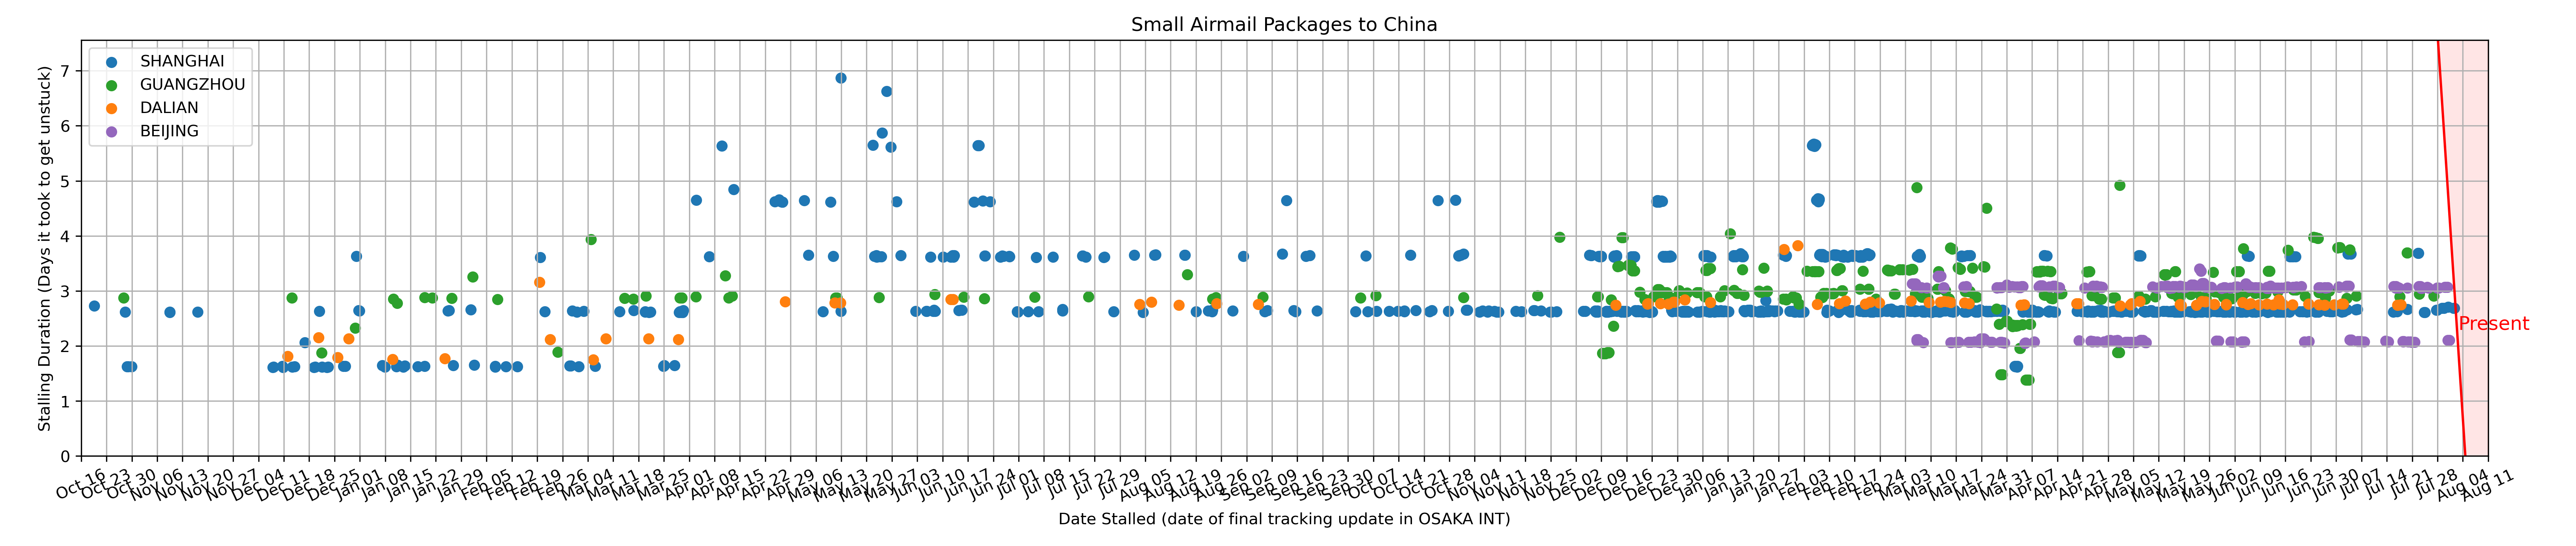 Small Airmail Packages to China
SHANGHAI
GUANGZHOU
DALIAN
BEIJING
Stalling Duration (Days it took to get unstuck)
7
6
5
4
3
2
1
0
Present
Oct 16
Oct 23
Oct 30
Nov 06
Nov 13
Nov 20
Nov 27
Dec 04
Dec 11
Dec 18
Dec 25
Jan 01
Jan 08
Jan 15
Jan 22
Jan 29
Feb 05
Feb 12
Feb 19
Feb 26
Mar 04
Mar 11
Mar 18
Mar 25
Apr 01
Apr 08
Apr 15
Apr 22
Apr 29
May 06
May 13
May 20
May 27
Jun 03
Jun 10
Jun 17
Jun 24
Jul 01
Jul 08
Jul 15
Jul 22
Jul 29
Aug 05
Aug 12
Aug 19
Aug 26
Sep 02
Sep 09
Sep 16
Sep 23
Sep 30
Oct 07
Oct 14
Oct 21
Oct 28
Nov 04
Nov 11
Nov 18
Nov 25
Dec 02
Dec 09
Dec 16
Dec 23
Dec 30
Jan 06
Jan 13
Jan 20
Jan 27
Feb 03
Feb 10
Feb 17
Feb 24
Mar 03
Mar 10
Mar 17
Mar 24
Mar 31
Apr 07
Apr 14
Apr 21
Apr 28
May 05
May 12
May 19
May 26
Jun 02
Jun 09
Jun 16
Jun 23
Jun 30
Jul 07
Jul 14
Jul 21
Jul 28
Aug 04
Aug 11
Date Stalled (date of final tracking update in OSAKA INT)